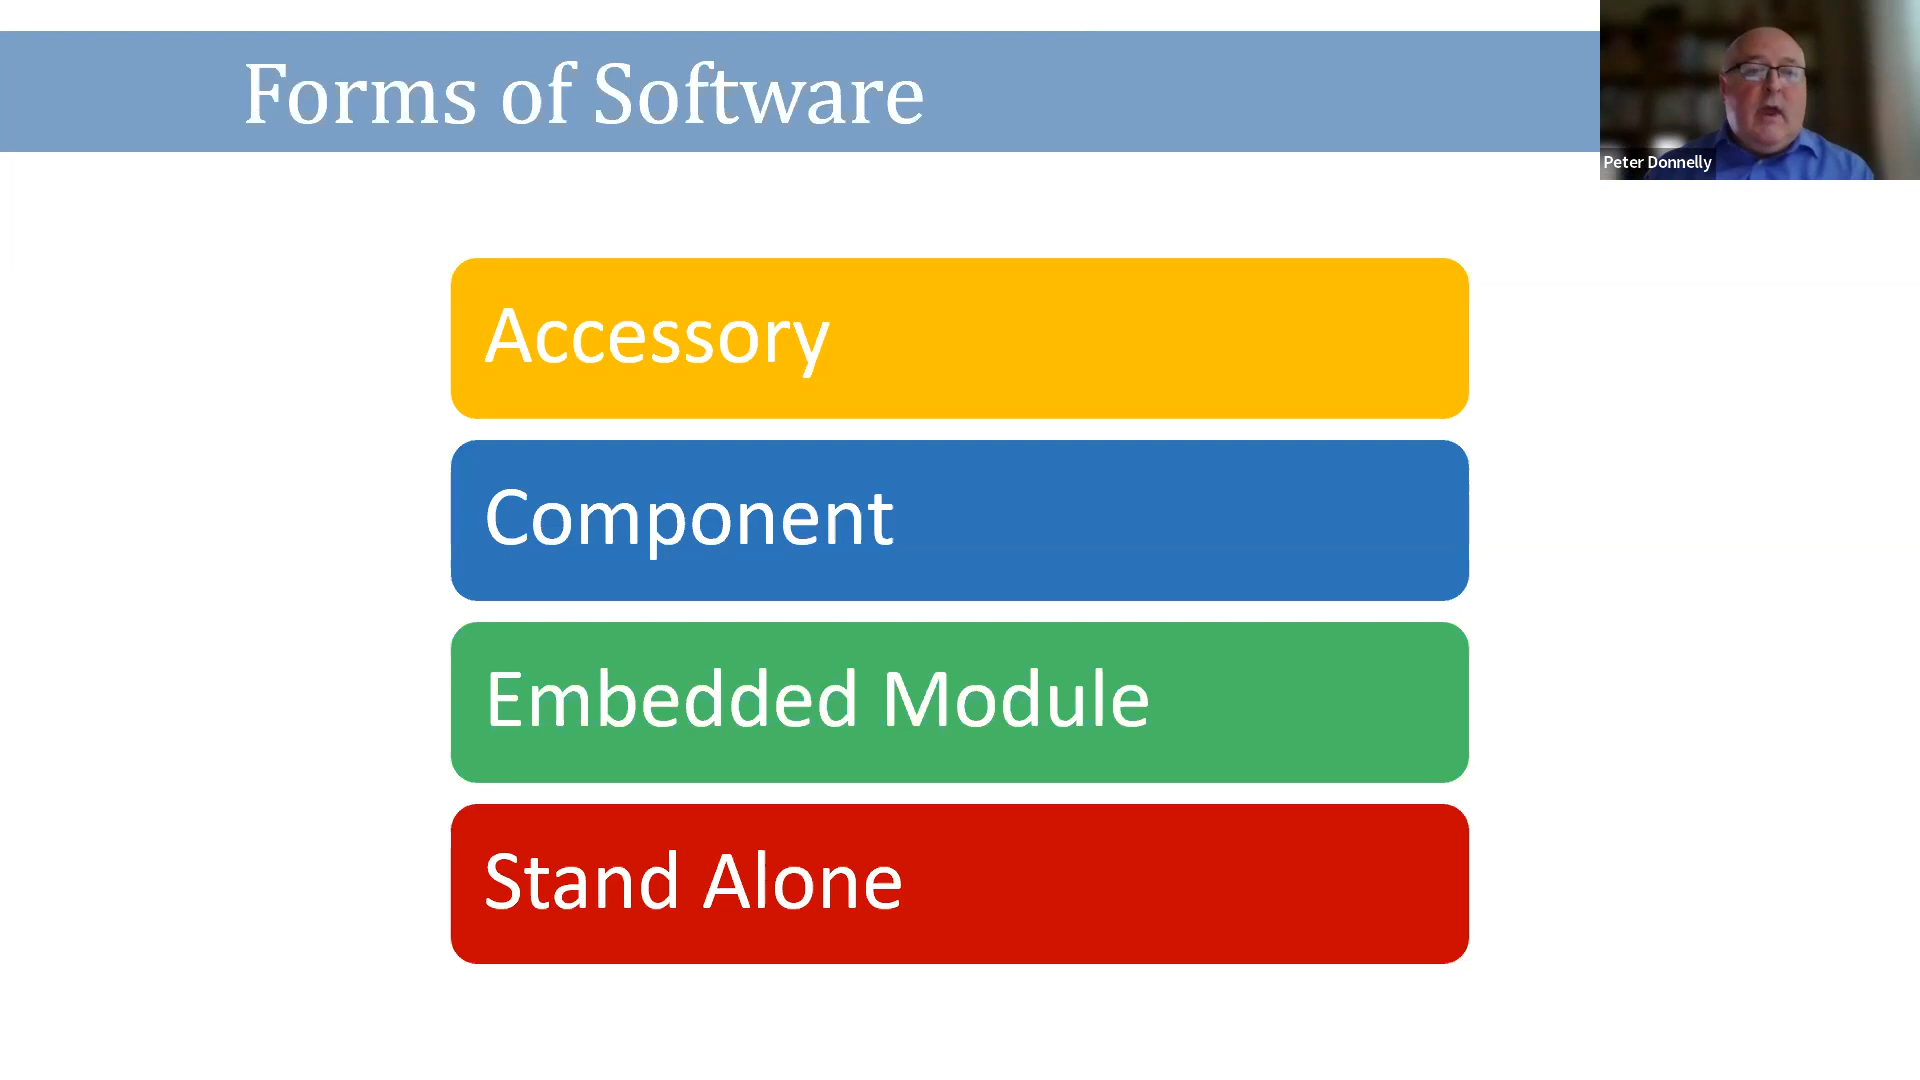 Forms of Software
Peter Donnelly
Accessory
Component
Embedded Module
Stand Alone